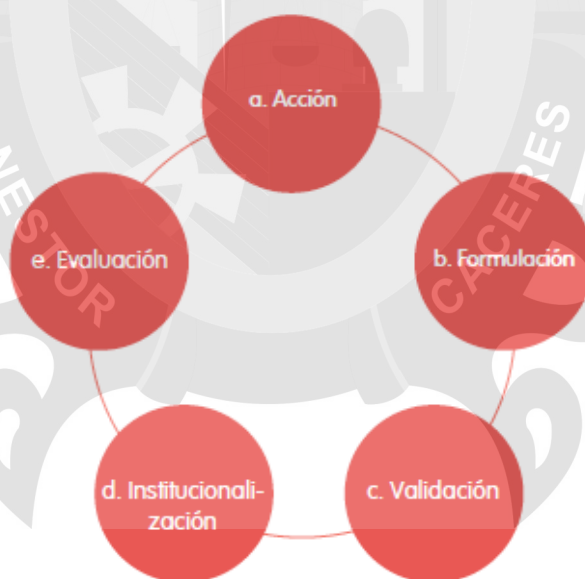 a. Acción
b. Formulación
c. Validación
d. Institucionali-
zación
e. Evaluación
NESTOR
CACERES